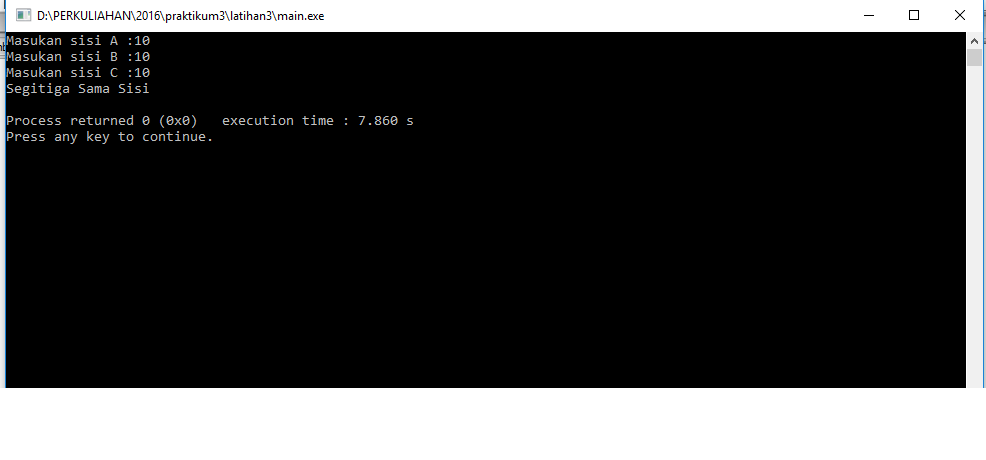 D:\PERKULIAHAN\2016\praktikum3\latihan3\main.exe
Masukan sisi A :10
Masukan sisi B :10
Masukan sisi C :10
Segitiga Sama Sisi
Process returned 0 (0x0)   execution time : 7.860 s
Press any key to continue.